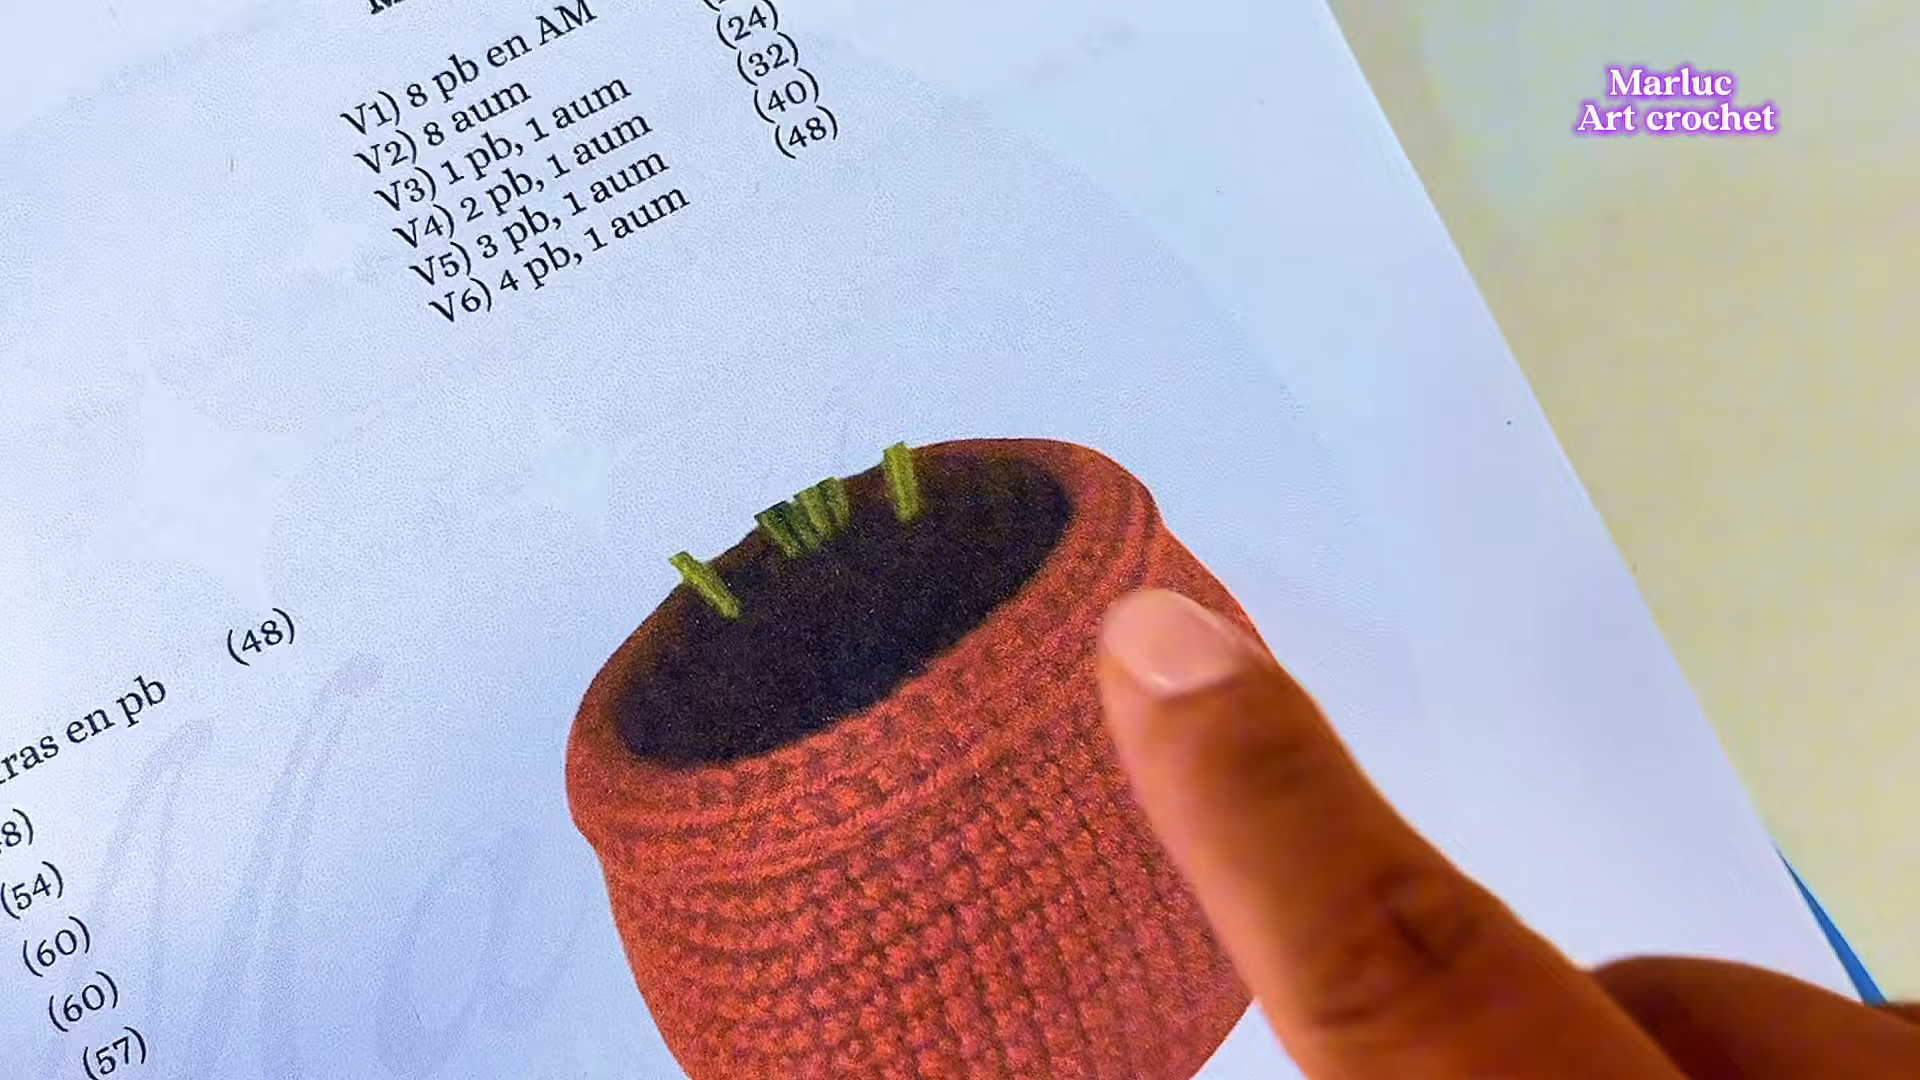 V1) 8 pb en AM
V2) 8 aum
V3) 1 pb, 1 aum (24)
V4) 2 pb, 1 aum (32)
V5) 3 pb, 1 aum (40)
V6) 4 pb, 1 aum (48)
(48)
en pb
(54)
(60)
(60)
(57)
Marluc
Art crochet